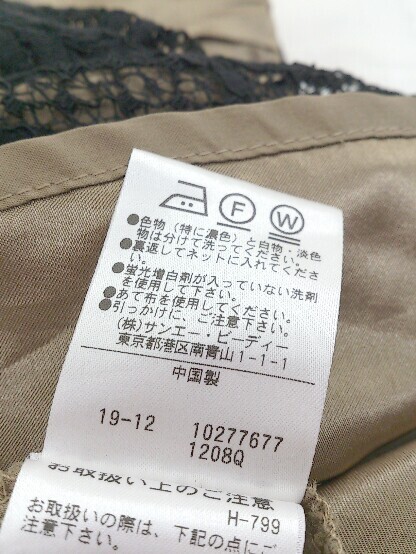 F W
●色物（特に濃色）と白物・淡色
物は分けて洗ってください。
●裏返してネットに入れてくださ
い。
●蛍光増白剤が入っていない洗剤
を使用して下さい。
●あて布を使用してください。
●引っかけに、ご注意下さい。
(株)サンエー・ビーディー
東京都港区南青山1-1-1
中国製
19-12 10277677
1208Q
お取扱い上のご注意
H-799
お取扱いの際は、下記の点にご
注意下さい。